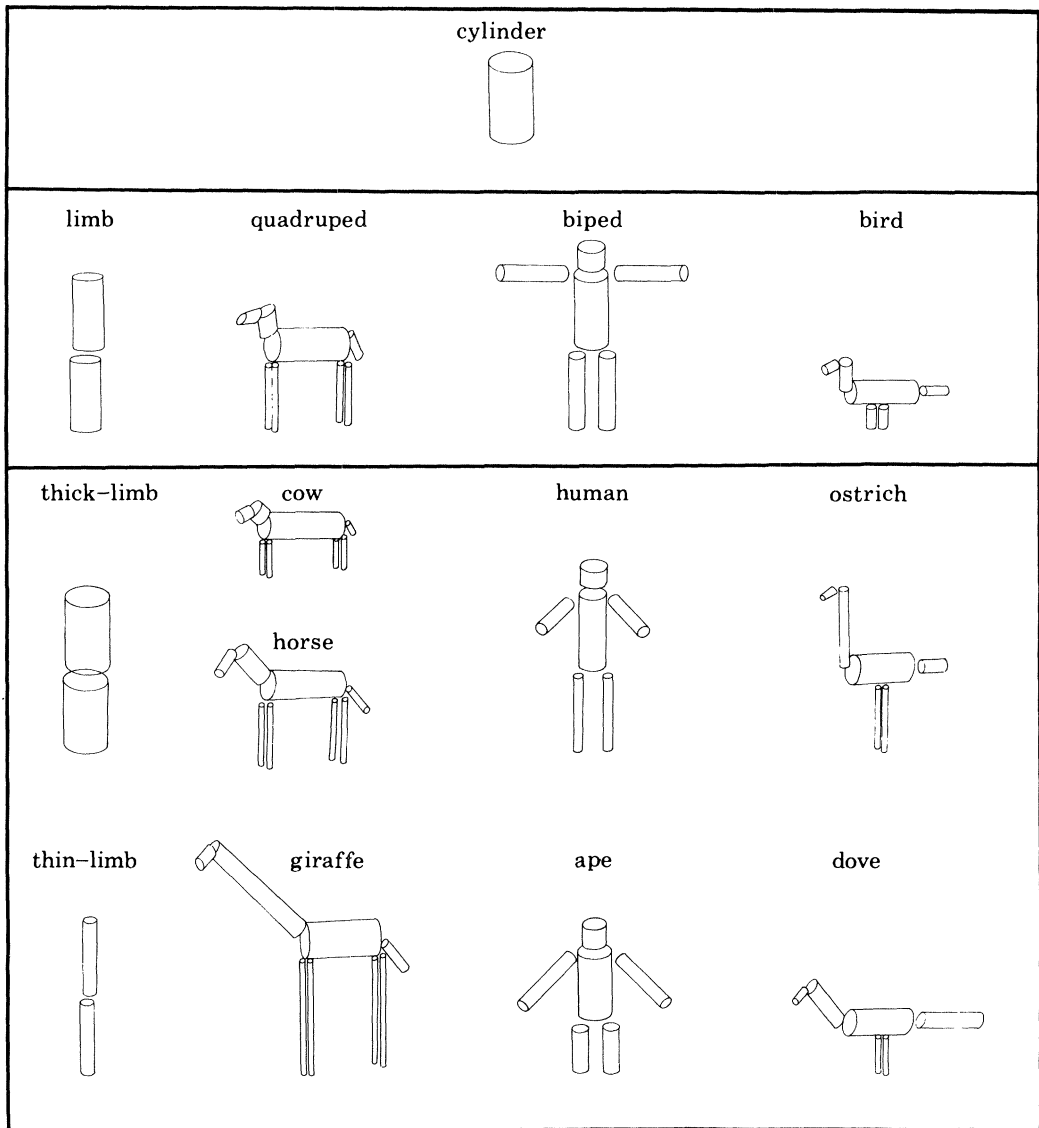 cylinder
limb quadruped biped bird
thick–limb cow human ostrich
horse
thin–limb giraffe ape dove